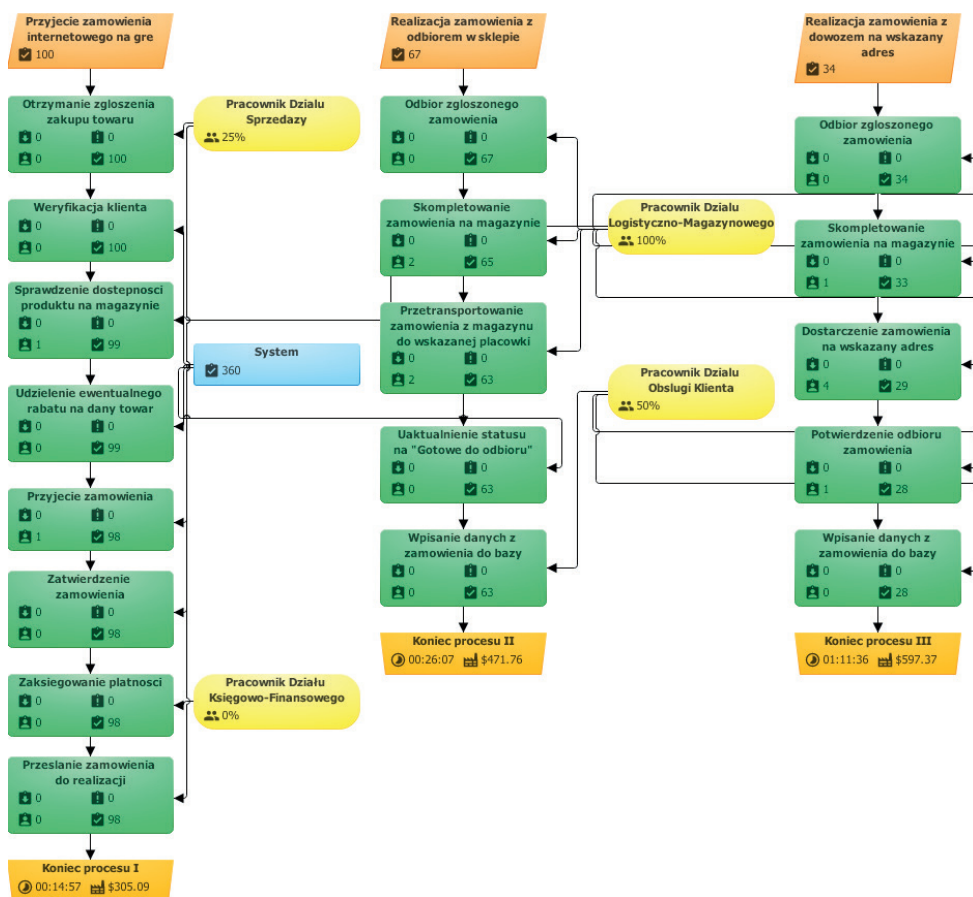 Przyjecie zamowienia
internetowego na gre
100
Otrzymanie zgloszenia
zakupu towaru
0 0
0 100
Weryfikacja klienta
0 0
0 100
Sprawdzenie dostepnosci
produktu na magazynie
0 0
1 99
Udzielenie ewentualnego
rabatu na dany towar
0 0
0 99
Przyjecie zamowienia
0 0
1 98
Zatwierdzenie
zamowienia
0 0
0 98
Zaksiegowanie platnosci
0 0
0 98
Przeslanie zamowienia
do realizacji
0 0
0 98
Koniec procesu I
00:14:57 $305.09
Pracownik Dzialu
Sprzedazy
25%
System
360
Pracownik Działu
Księgowo-Finansowego
0%
Realizacja zamowienia z
odbiorem w sklepie
67
Odbior zgloszonego
zamowienia
0 0
0 67
Skompletowanie
zamowienia na magazynie
0 0
2 65
Przetransportowanie
zamowienia z magazynu
do wskazanej placowki
0 0
2 63
Uaktualnienie statusu
na "Gotowe do odbioru"
0 0
0 63
Wpisanie danych z
zamowienia do bazy
0 0
0 63
Koniec procesu II
00:26:07 $471.76
Pracownik Dzialu
Logistyczno-Magazynowego
100%
Pracownik Dzialu
Obslugi Klienta
50%
Realizacja zamowienia z
dowozem na wskazany
adres
34
Odbior zgloszonego
zamowienia
0 0
0 34
Skompletowanie
zamowienia na magazynie
0 0
1 33
Dostarczenie zamowienia
na wskazany adres
0 0
4 29
Potwierdzenie odbioru
zamowienia
0 0
1 28
Wpisanie danych z
zamowienia do bazy
0 0
0 28
Koniec procesu III
01:11:36 $597.37